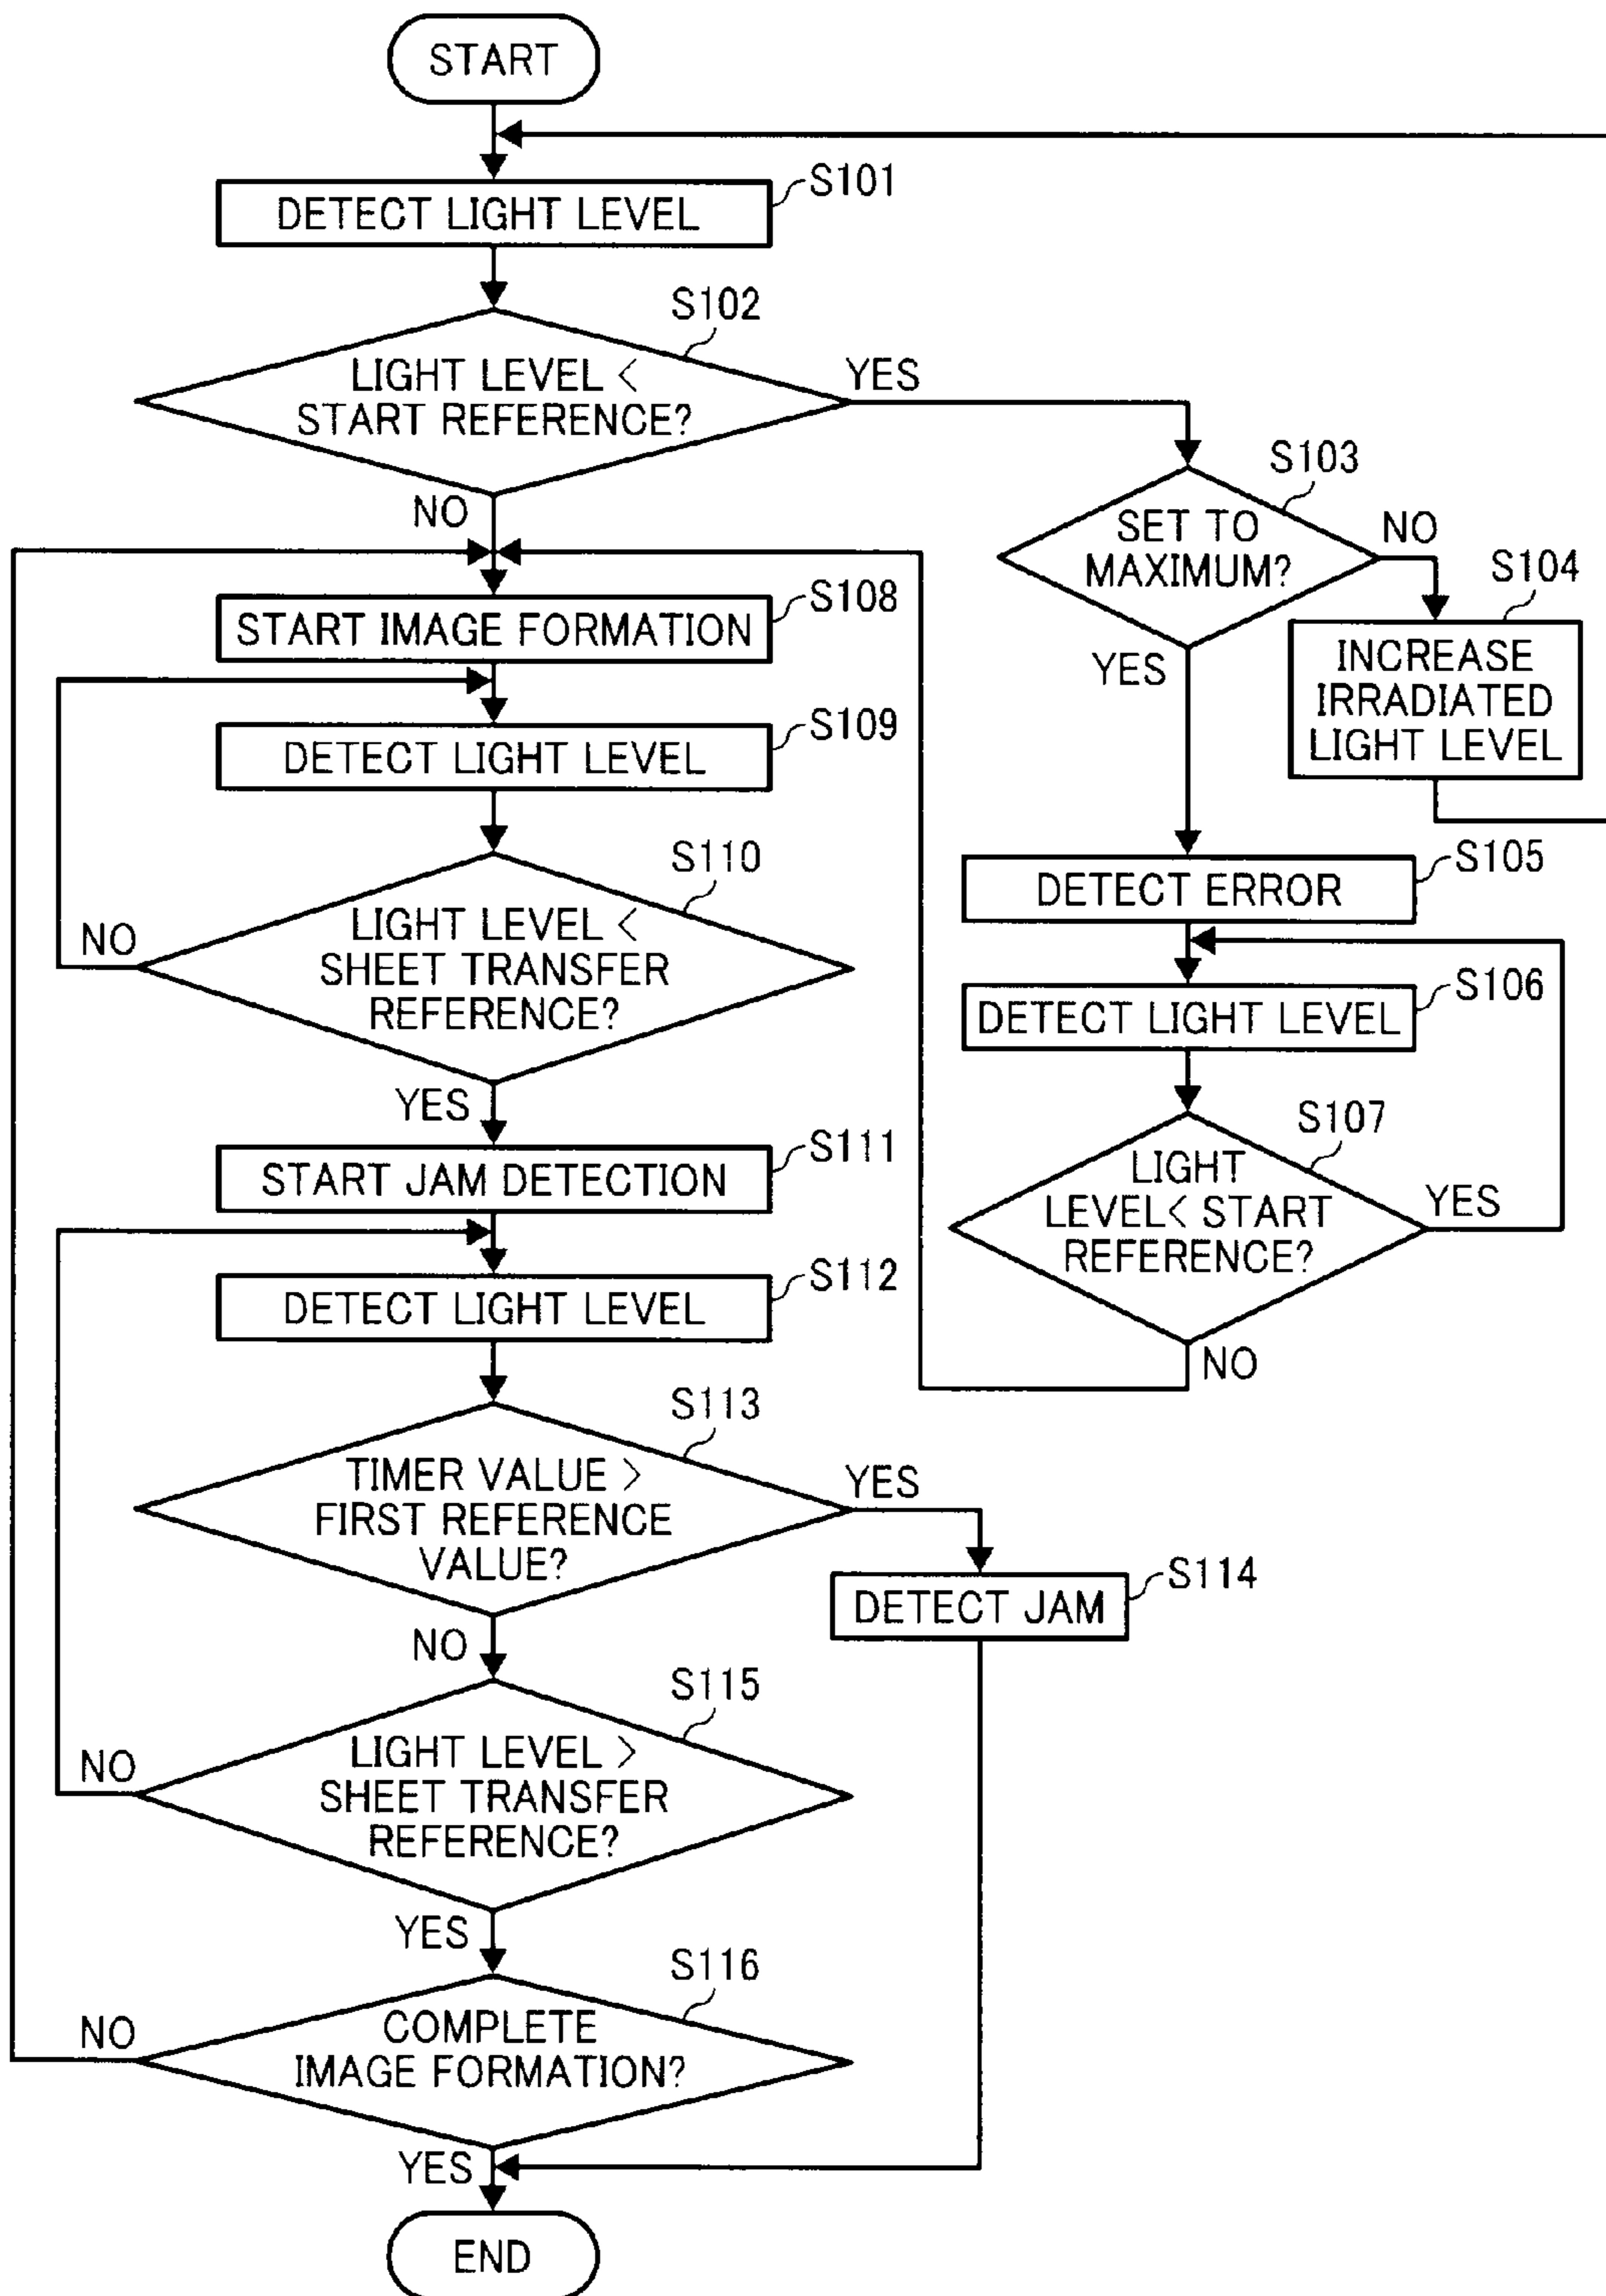 START
S101
DETECT LIGHT LEVEL
S102
LIGHT LEVEL <
START REFERENCE?
YES
NO
S103
SET TO
MAXIMUM?
NO
YES
S104
INCREASE
IRRADIATED
LIGHT LEVEL
S105
DETECT ERROR
S106
DETECT LIGHT LEVEL
S107
LIGHT
LEVEL< START
REFERENCE?
YES
NO
S108
START IMAGE FORMATION
S109
DETECT LIGHT LEVEL
S110
LIGHT LEVEL <
SHEET TRANSFER
REFERENCE?
NO
YES
S111
START JAM DETECTION
S112
DETECT LIGHT LEVEL
S113
TIMER VALUE >
FIRST REFERENCE
VALUE?
YES
NO
S114
DETECT JAM
S115
LIGHT LEVEL >
SHEET TRANSFER
REFERENCE?
NO
YES
S116
COMPLETE
IMAGE FORMATION?
NO
YES
END